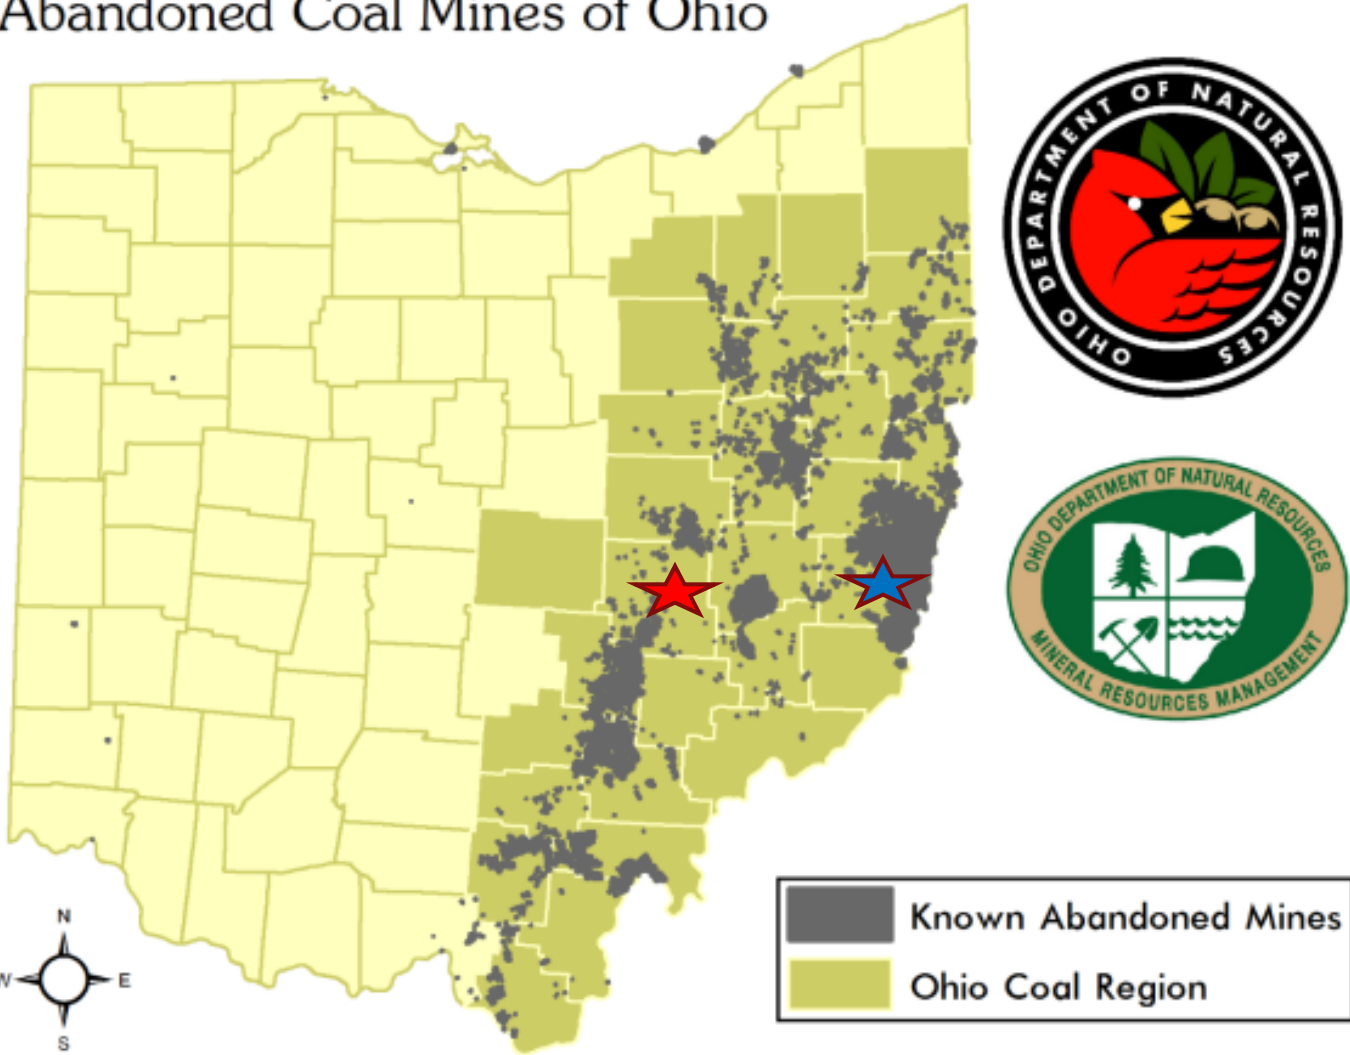 Abandoned Coal Mines of Ohio
OHIO DEPARTMENT OF NATURAL RESOURCES
OHIO DEPARTMENT OF NATURAL RESOURCES
MINERAL RESOURCES MANAGEMENT
N
W
E
S
Known Abandoned Mines
Ohio Coal Region